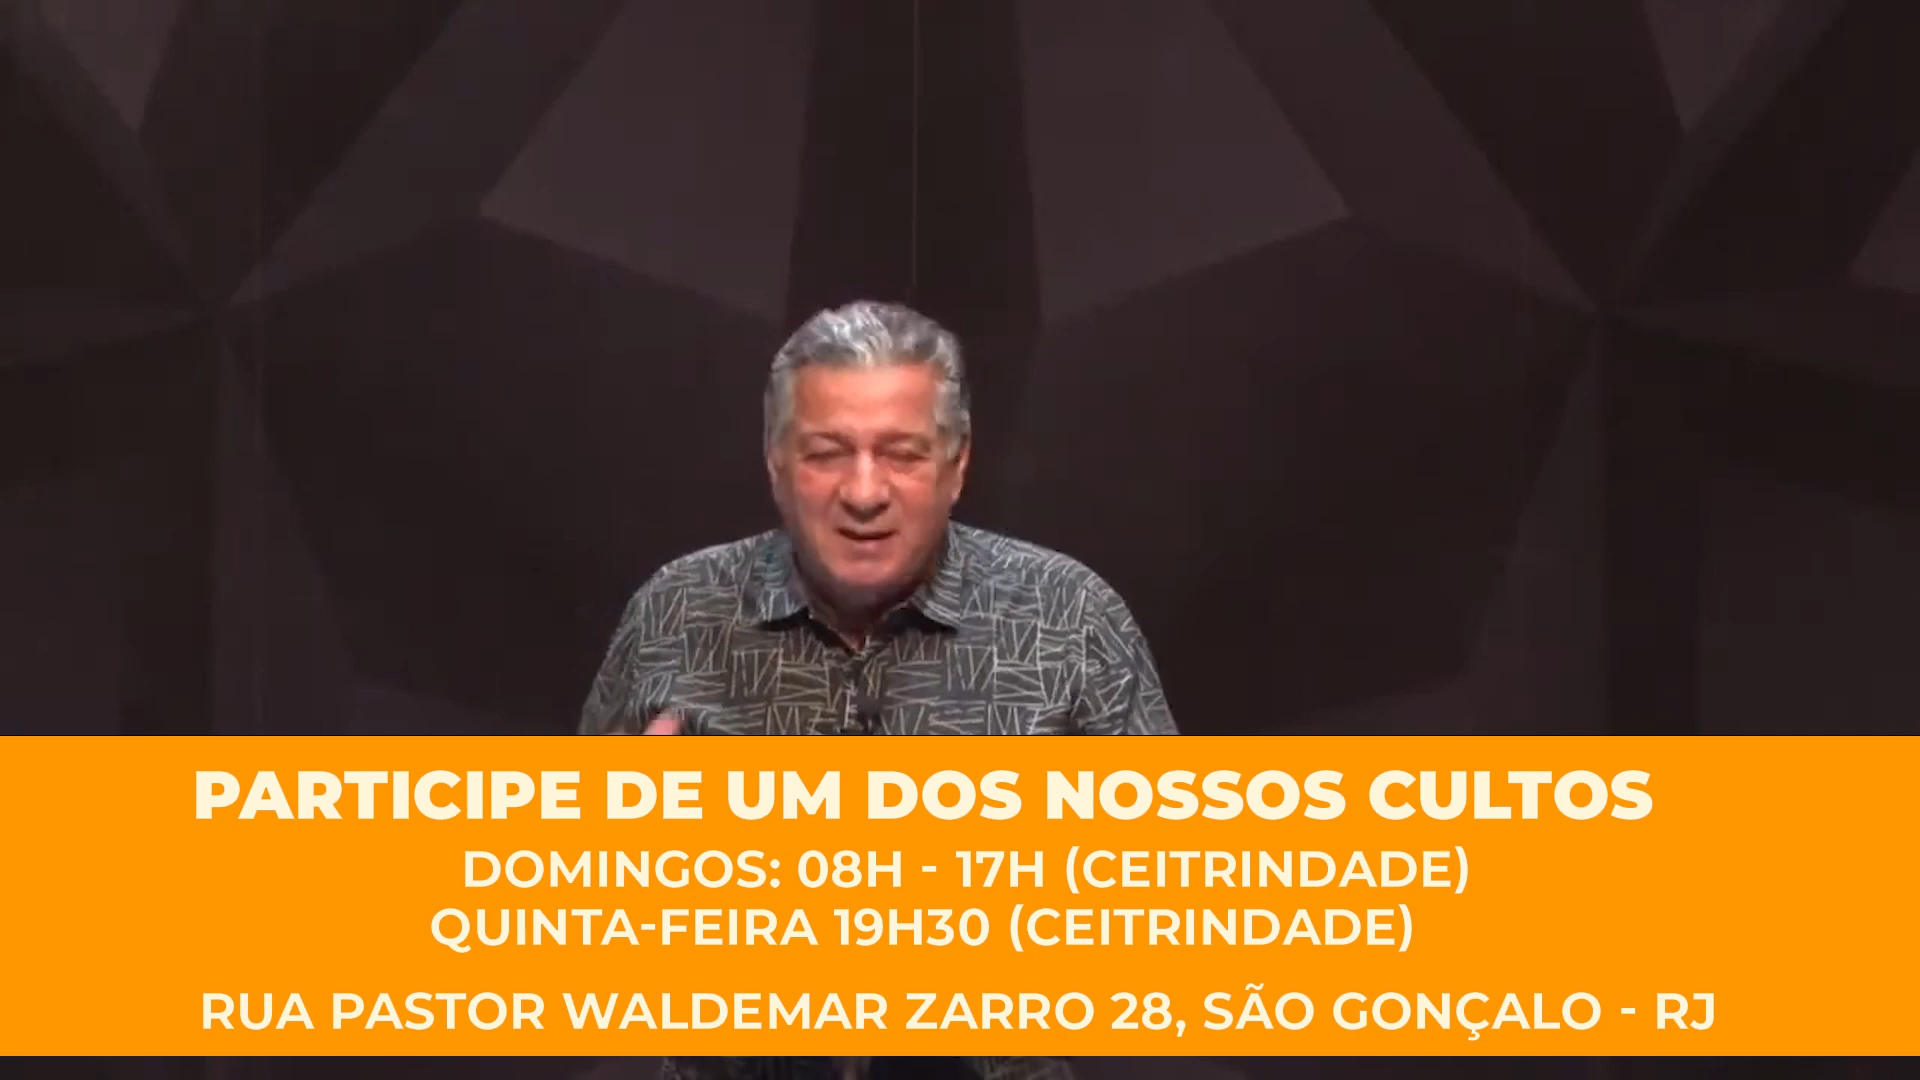 PARTICIPE DE UM DOS NOSSOS CULTOS
DOMINGOS: 08H - 17H (CEITRINDADE)
QUINTA-FEIRA 19H30 (CEITRINDADE)
RUA PASTOR WALDEMAR ZARRO 28, SÃO GONÇALO - RJ